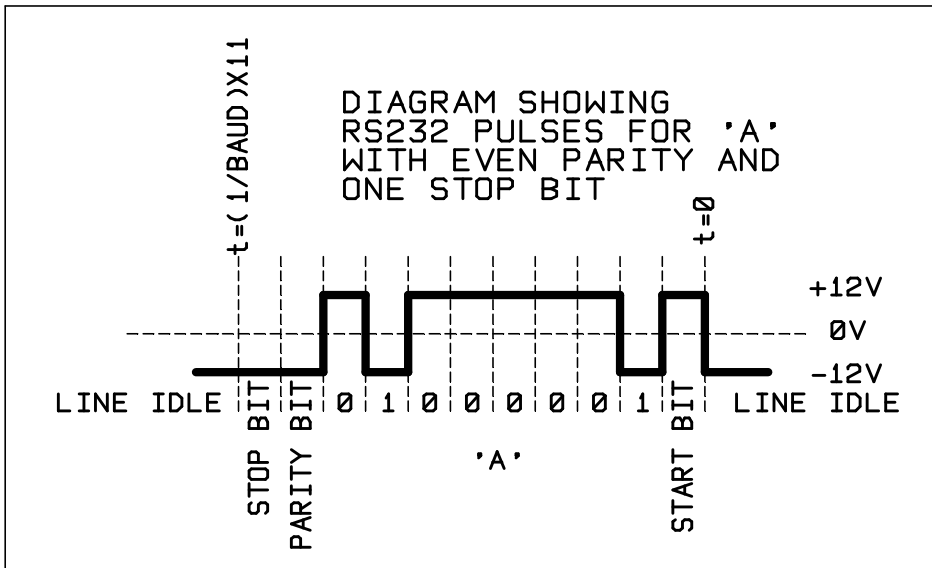 t=(1/BAUD)X11
DIAGRAM SHOWING
RS232 PULSES FOR 'A'
WITH EVEN PARITY AND
ONE STOP BIT
t=0
+12V
0V
-12V
LINE IDLE
STOP BIT
PARITY BIT
0 1 0 0 0 0 0 1
START BIT
LINE IDLE
'A'